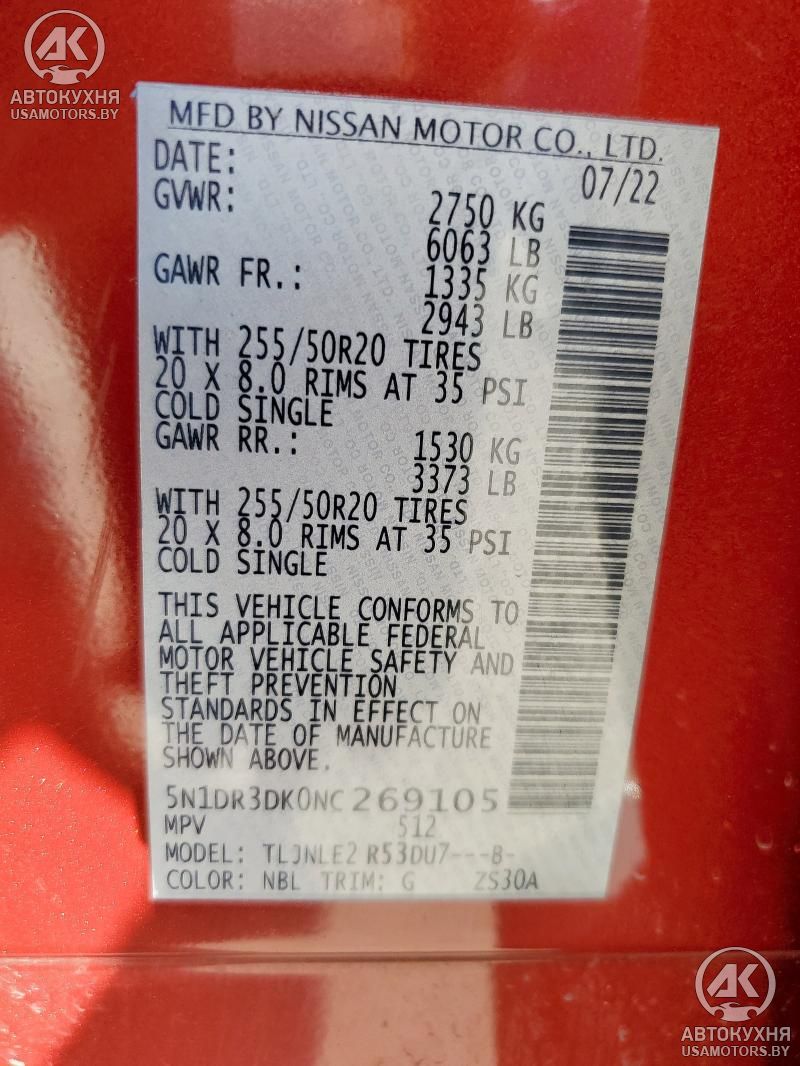 АК
АВТОКУХНЯ
USAMOTORS.BY
MFD BY NISSAN MOTOR CO., LTD.
DATE: 07/22
GVWR: 2750 KG
6063 LB
GAWR FR.: 1335 KG
2943 LB
WITH 255/50R20 TIRES
20 X 8.0 RIMS AT 35 PSI
COLD SINGLE
GAWR RR.: 1530 KG
3373 LB
WITH 255/50R20 TIRES
20 X 8.0 RIMS AT 35 PSI
COLD SINGLE
THIS VEHICLE CONFORMS TO
ALL APPLICABLE FEDERAL
MOTOR VEHICLE SAFETY AND
THEFT PREVENTION
STANDARDS IN EFFECT ON
THE DATE OF MANUFACTURE
SHOWN ABOVE.
5N1DR3DK0NC269105
MPV 512
MODEL: TLJNLE2 R53DU7---B-
COLOR: NBL TRIM: G ZS30A
АК
АВТОКУХНЯ
USAMOTORS.BY